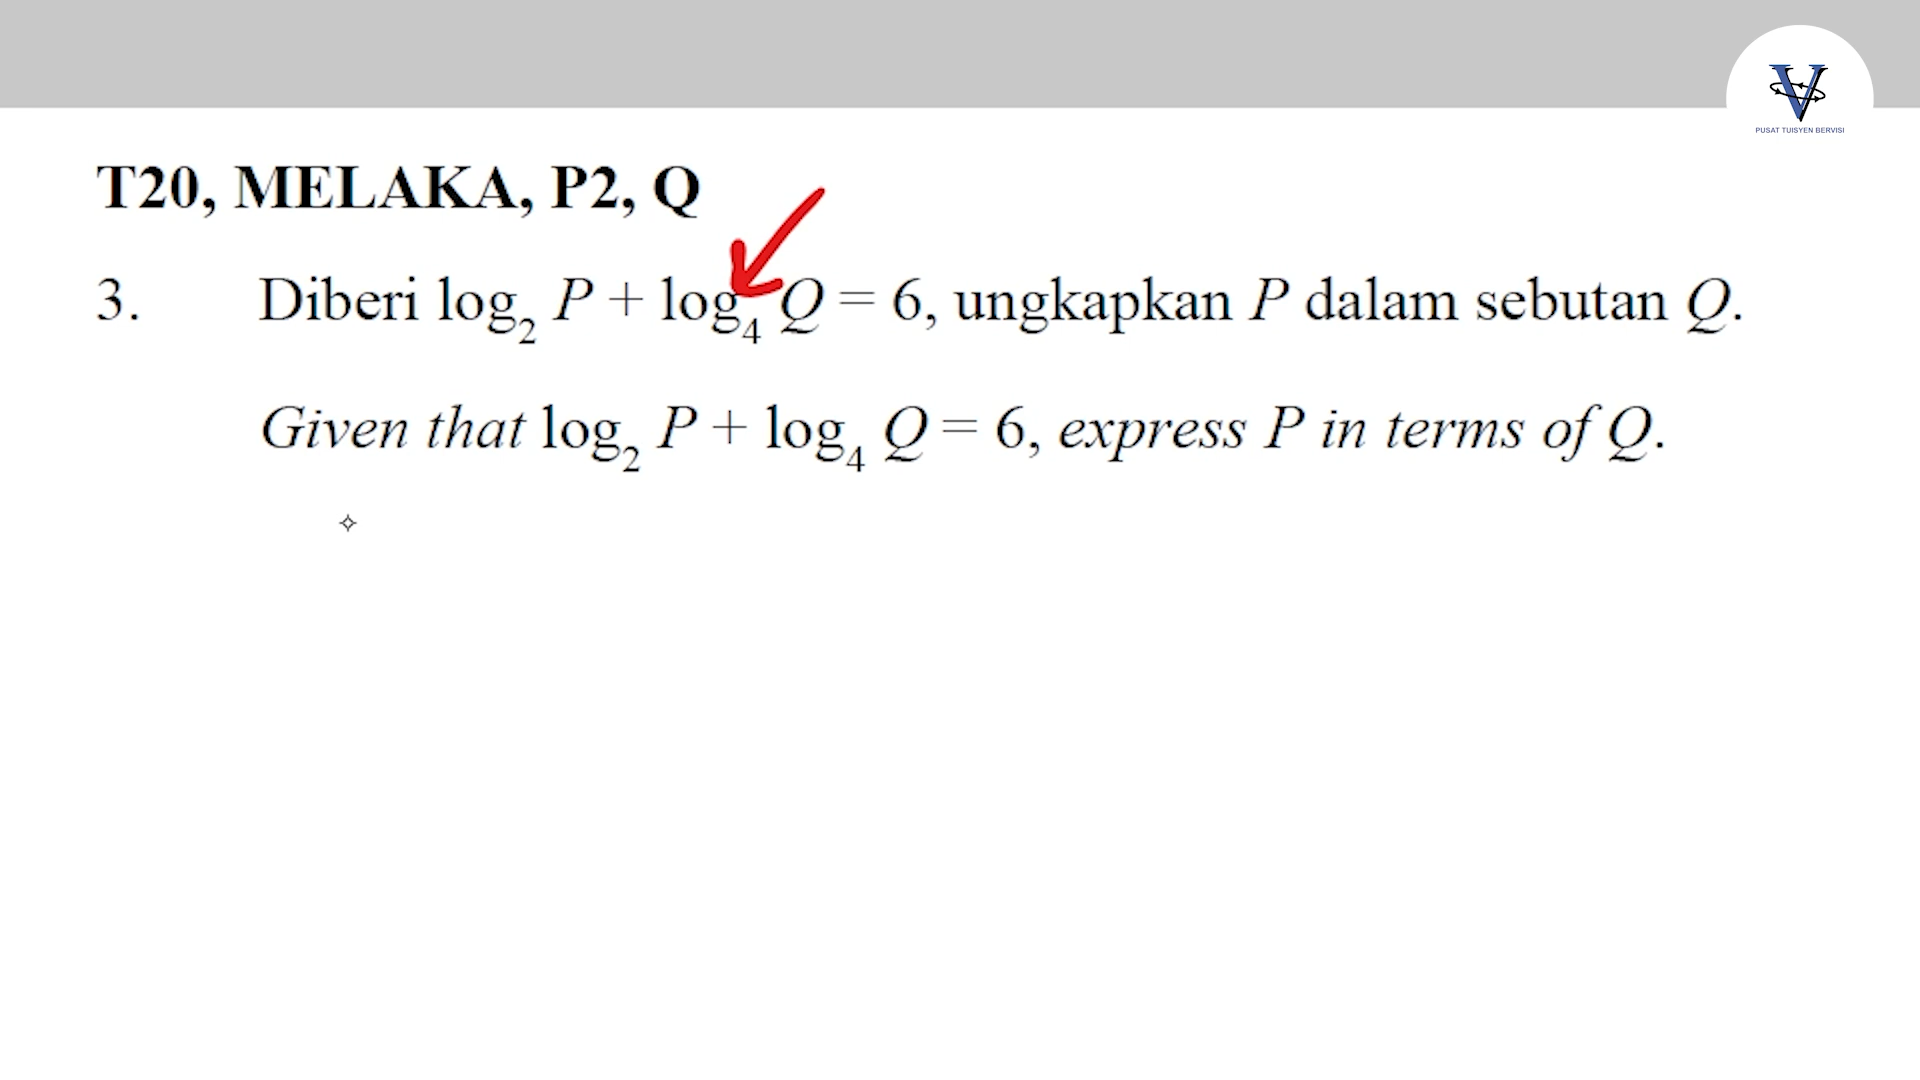 PUSAT TUISYEN BERVISI
T20, MELAKA, P2, Q
3. Diberi log₂ P + log₄ Q = 6, ungkapkan P dalam sebutan Q.
Given that log₂ P + log₄ Q = 6, express P in terms of Q.